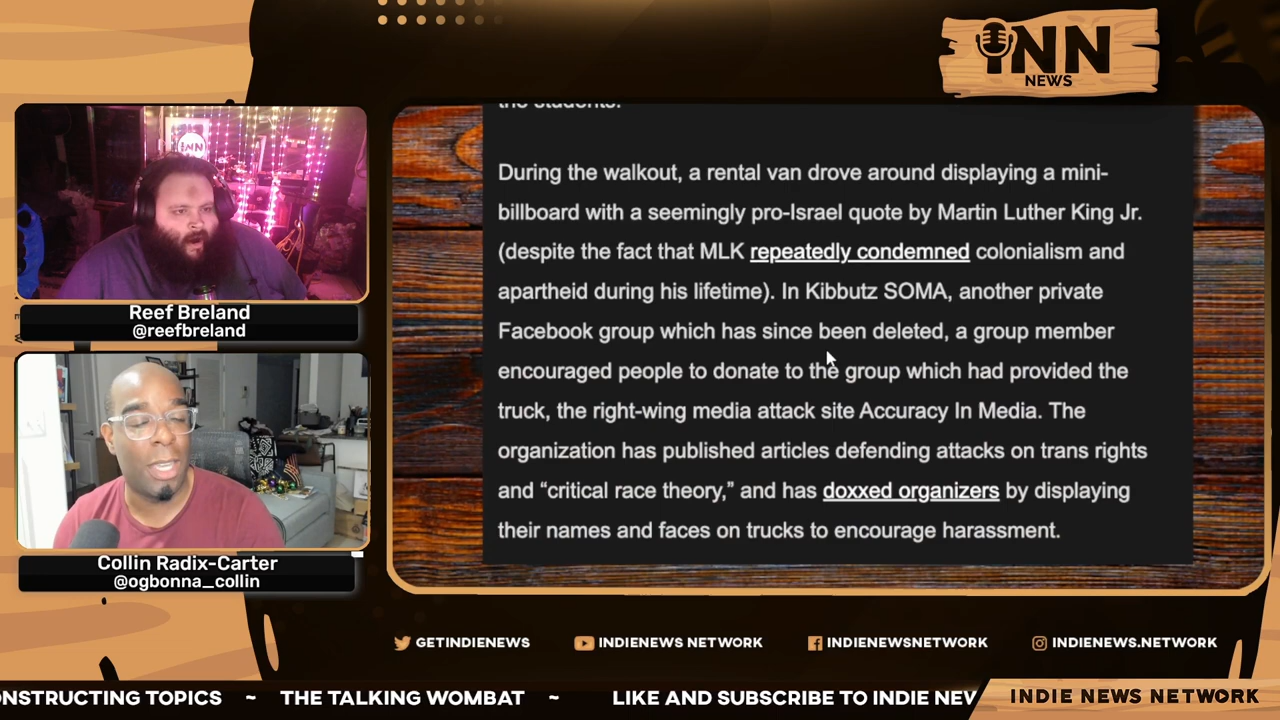 iNN
NEWS
the students.
During the walkout, a rental van drove around displaying a mini-
billboard with a seemingly pro-Israel quote by Martin Luther King Jr.
(despite the fact that MLK repeatedly condemned colonialism and
apartheid during his lifetime). In Kibbutz SOMA, another private
Facebook group which has since been deleted, a group member
encouraged people to donate to the group which had provided the
truck, the right-wing media attack site Accuracy In Media. The
organization has published articles defending attacks on trans rights
and “critical race theory,” and has doxxed organizers by displaying
their names and faces on trucks to encourage harassment.
iNN
Reef Breland
@reefbreland
Collin Radix-Carter
@ogbonna_collin
GETINDIENEWS
INDIENEWS NETWORK
INDIENEWSNETWORK
INDIENEWS.NETWORK
ONSTRUCTING TOPICS ~ THE TALKING WOMBAT ~ LIKE AND SUBSCRIBE TO INDIE NEW
INDIE NEWS NETWORK